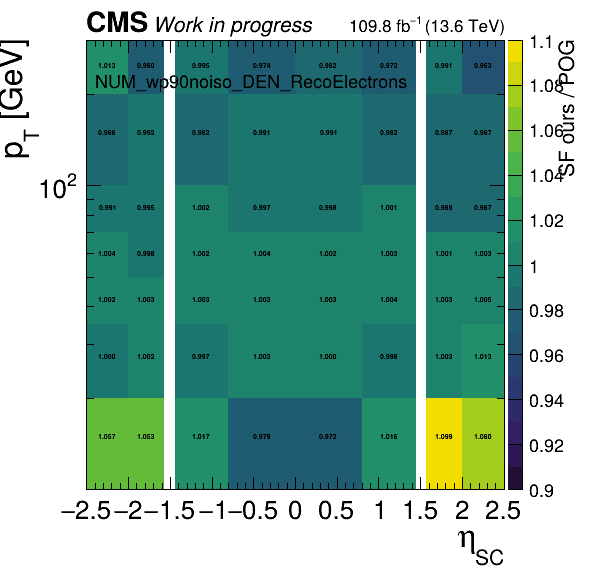 CMS Work in progress 109.8 fb⁻¹ (13.6 TeV)
p_T [GeV]
10²
NUM_wp90noiso_DEN_RecoElectrons
1.013 0.960 0.995 0.974 0.962 0.972 0.991 0.963
0.986 0.992 0.982 0.991 0.991 0.982 0.987 0.987
0.991 0.995 1.002 0.997 0.998 1.001 0.989 0.987
1.004 0.998 1.002 1.004 1.002 1.003 1.001 1.003
1.002 1.003 1.003 1.003 1.003 1.004 1.003 1.005
1.000 1.002 0.997 1.003 1.000 0.998 1.003 1.013
1.057 1.053 1.017 0.979 0.972 1.016 1.099 1.080
−2.5 −2 −1.5 −1 −0.5 0 0.5 1 1.5 2 2.5
η_SC
1.1
1.08
1.06
1.04
1.02
1
0.98
0.96
0.94
0.92
0.9
SF ours / POG